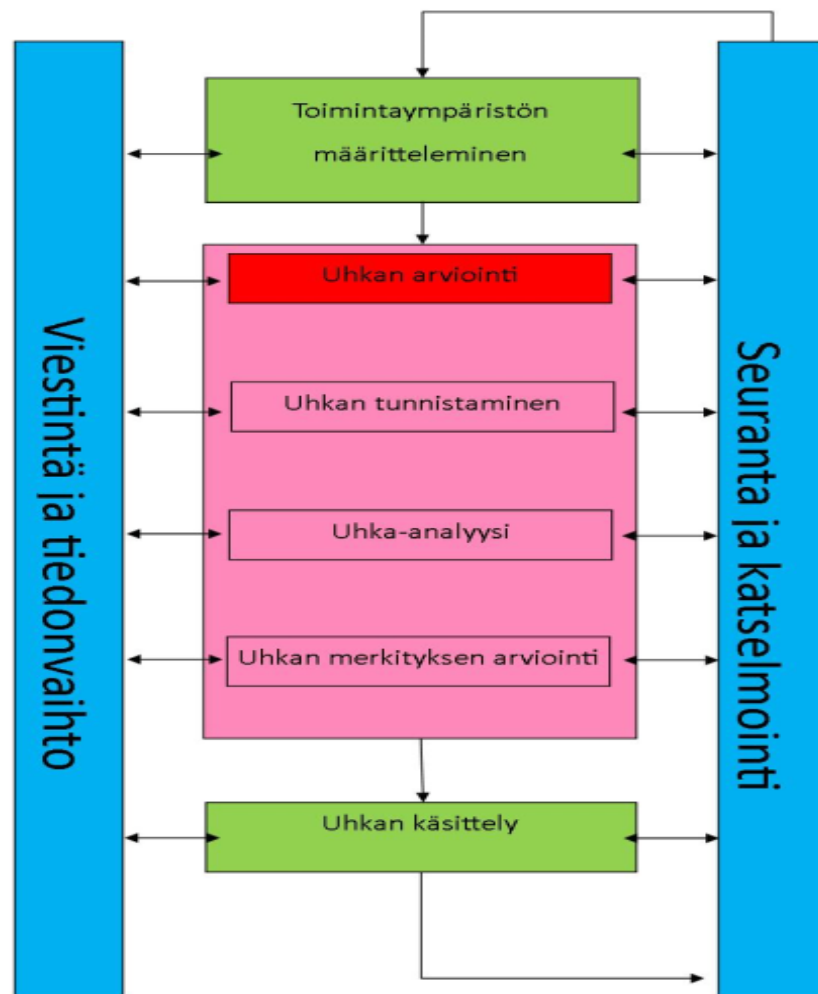 Toimintaympäristön
määritteleminen
Uhkan arviointi
Uhkan tunnistaminen
Uhka-analyysi
Uhkan merkityksen arviointi
Uhkan käsittely
Viestintä ja tiedonvaihto
Seuranta ja katselmointi